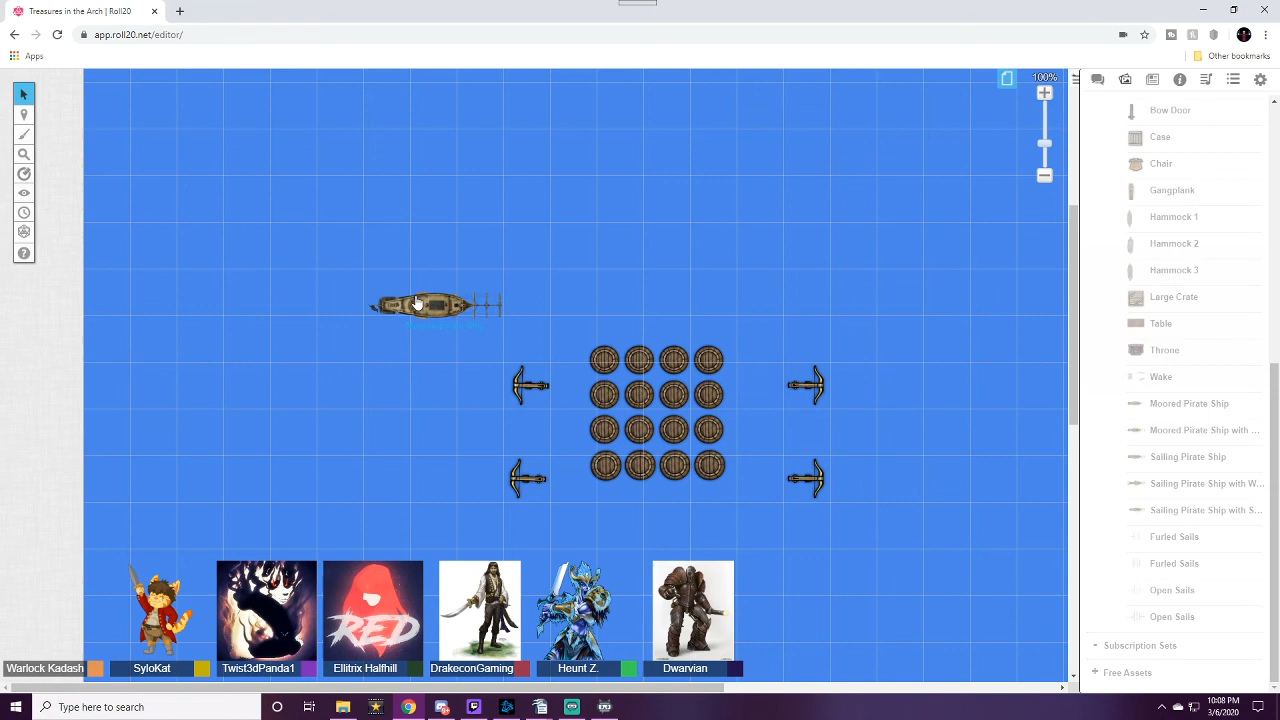 Treasures in the Arch | Roll20
app.roll20.net/editor/
Apps
Other bookmarks
100%
Bow Door
Case
Chair
Gangplank
Hammock 1
Hammock 2
Hammock 3
Large Crate
Table
Throne
Wake
Moored Pirate Ship
Moored Pirate Ship with ...
Sailing Pirate Ship
Sailing Pirate Ship with W...
Sailing Pirate Ship with S...
Furled Sails
Furled Sails
Open Sails
Open Sails
Subscription Sets
Free Assets
RED
Warlock Kadash
SyloKat
Twist3dPanda1
Ellitrix Halfhill
DrakeconGaming
Heunt Z.
Dwarvian
Type here to search
10:08 PM
3/6/2020